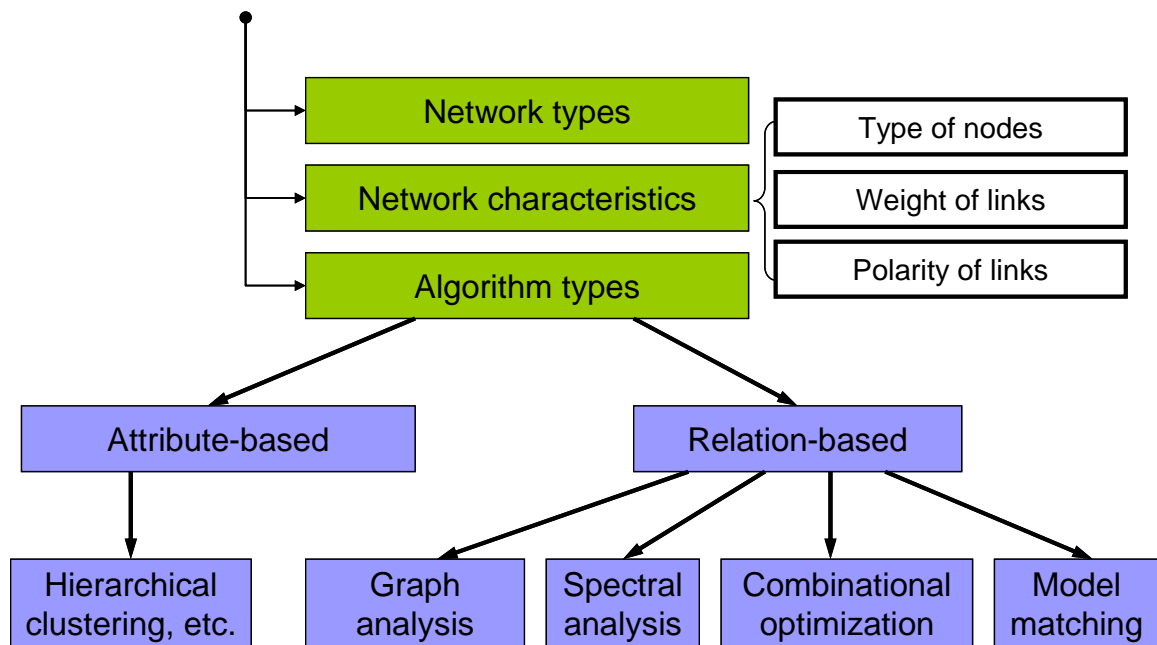 Network types
Network characteristics
Algorithm types
Type of nodes
Weight of links
Polarity of links
Attribute-based
Relation-based
Hierarchical
clustering, etc.
Graph
analysis
Spectral
analysis
Combinational
optimization
Model
matching